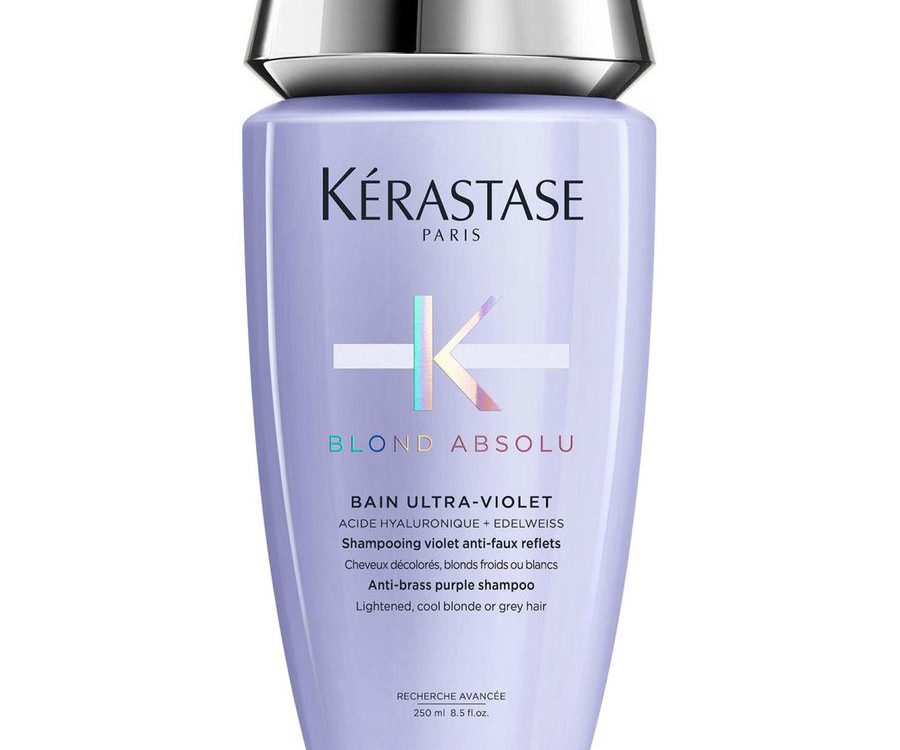 KÉRASTASE
PARIS
K
BLOND ABSOLU
BAIN ULTRA-VIOLET
ACIDE HYALURONIQUE + EDELWEISS
Shampooing violet anti-faux reflets
Cheveux décolorés, blonds froids ou blancs
Anti-brass purple shampoo
Lightened, cool blonde or grey hair
RECHERCHE AVANCÉE
250 ml 8.5 fl.oz.